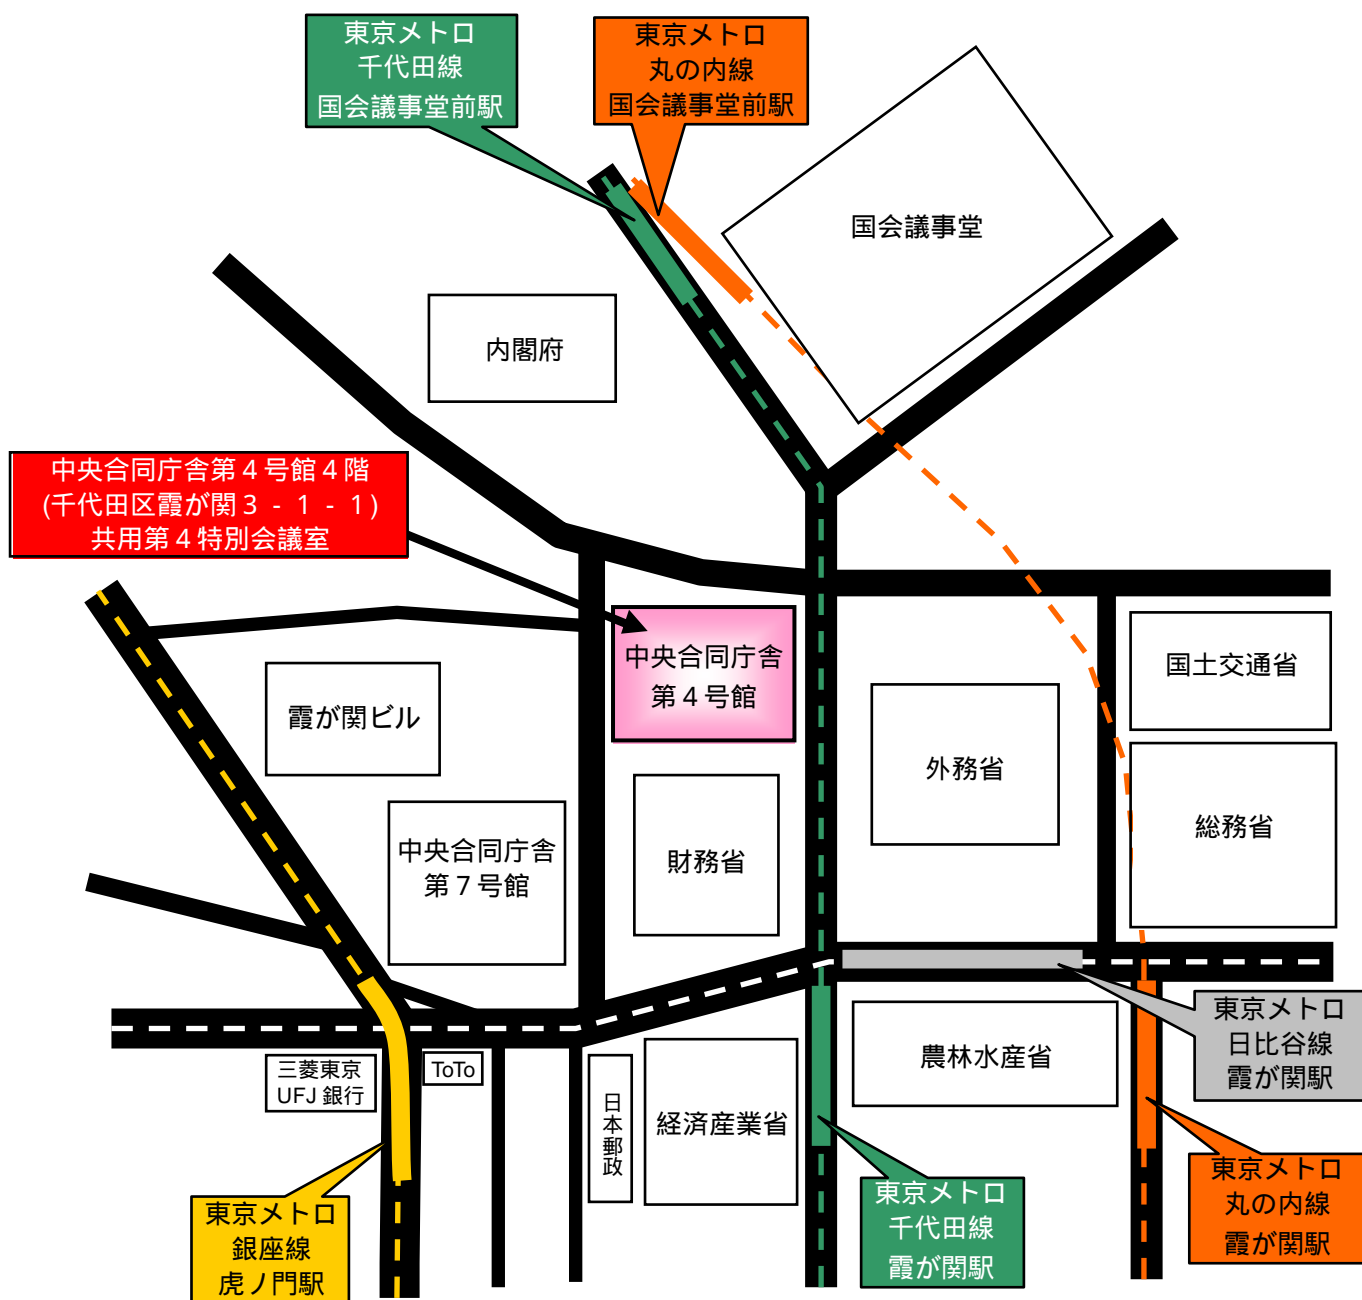 東京メトロ
千代田線
国会議事堂前駅
東京メトロ
丸の内線
国会議事堂前駅
国会議事堂
内閣府
中央合同庁舎第４号館４階
(千代田区霞が関３‐１‐１)
共用第４特別会議室
中央合同庁舎
第４号館
国土交通省
霞が関ビル
外務省
総務省
中央合同庁舎
第７号館
財務省
東京メトロ
日比谷線
霞が関駅
農林水産省
三菱東京
UFJ 銀行
ToTo
日本郵政
経済産業省
東京メトロ
銀座線
虎ノ門駅
東京メトロ
千代田線
霞が関駅
東京メトロ
丸の内線
霞が関駅